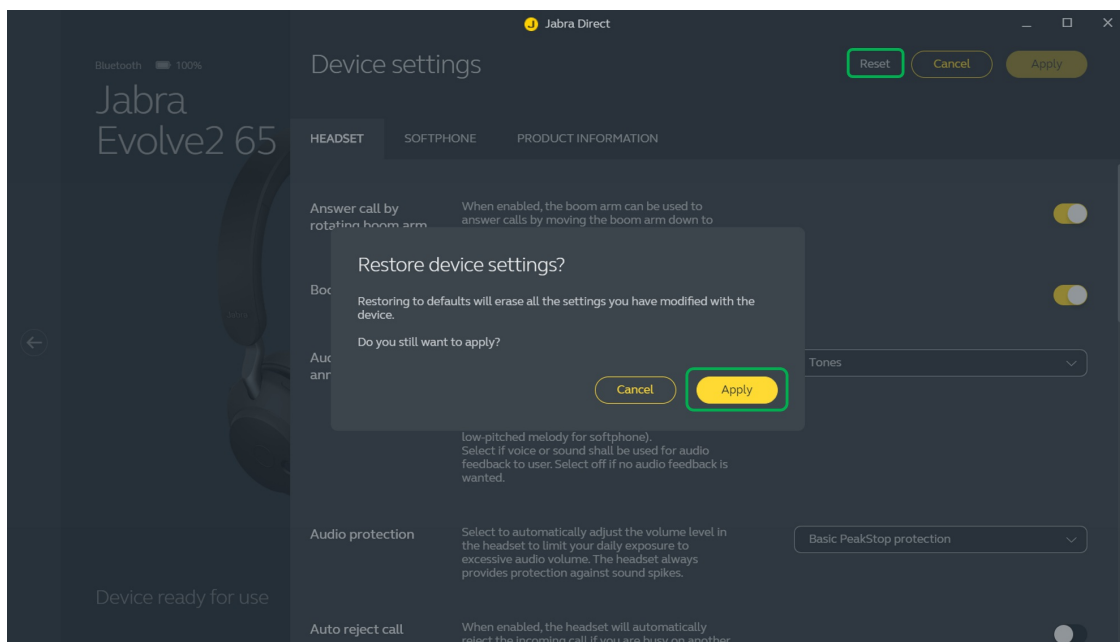 Jabra Direct
Bluetooth 100%
Jabra
Evolve2 65
Device settings
Reset
Cancel
Apply
HEADSET
SOFTPHONE
PRODUCT INFORMATION
Answer call by
rotating boom arm
When enabled, the boom arm can be used to
answer calls by moving the boom arm down to
Restore device settings?
Restoring to defaults will erase all the settings you have modified with the
device.
Do you still want to apply?
Cancel
Apply
Tones
low-pitched melody for softphone).
Select if voice or sound shall be used for audio
feedback to user. Select off if no audio feedback is
wanted.
Audio protection
Select to automatically adjust the volume level in
the headset to limit your daily exposure to
excessive audio volume. The headset always
provides protection against sound spikes.
Basic PeakStop protection
Device ready for use
Auto reject call
When enabled, the headset will automatically
reject the incoming call if you are busy on another